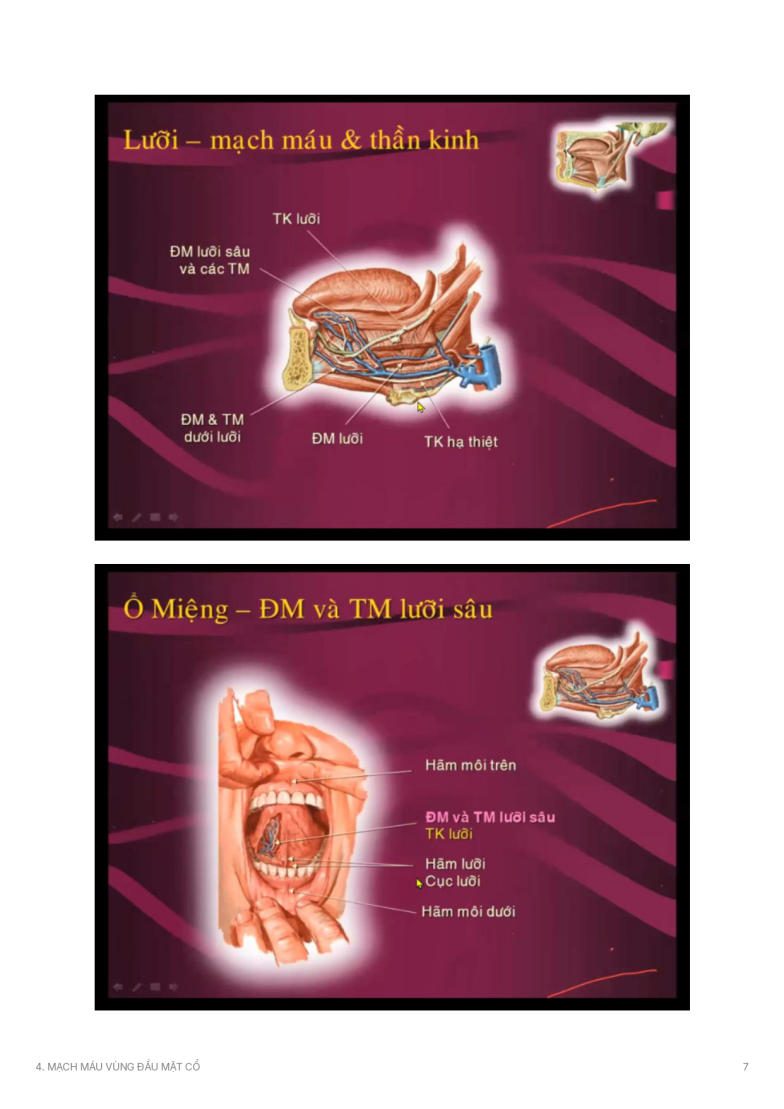 Lưỡi – mạch máu & thần kinh
TK lưỡi
ĐM lưỡi sâu
và các TM
ĐM & TM
dưới lưỡi
ĐM lưỡi
TK hạ thiệt
Ổ Miệng – ĐM và TM lưỡi sâu
Hãm môi trên
ĐM và TM lưỡi sâu
TK lưỡi
Hãm lưỡi
Cục lưỡi
Hãm môi dưới
4. MẠCH MÁU VÙNG ĐẦU MẶT CỔ
7